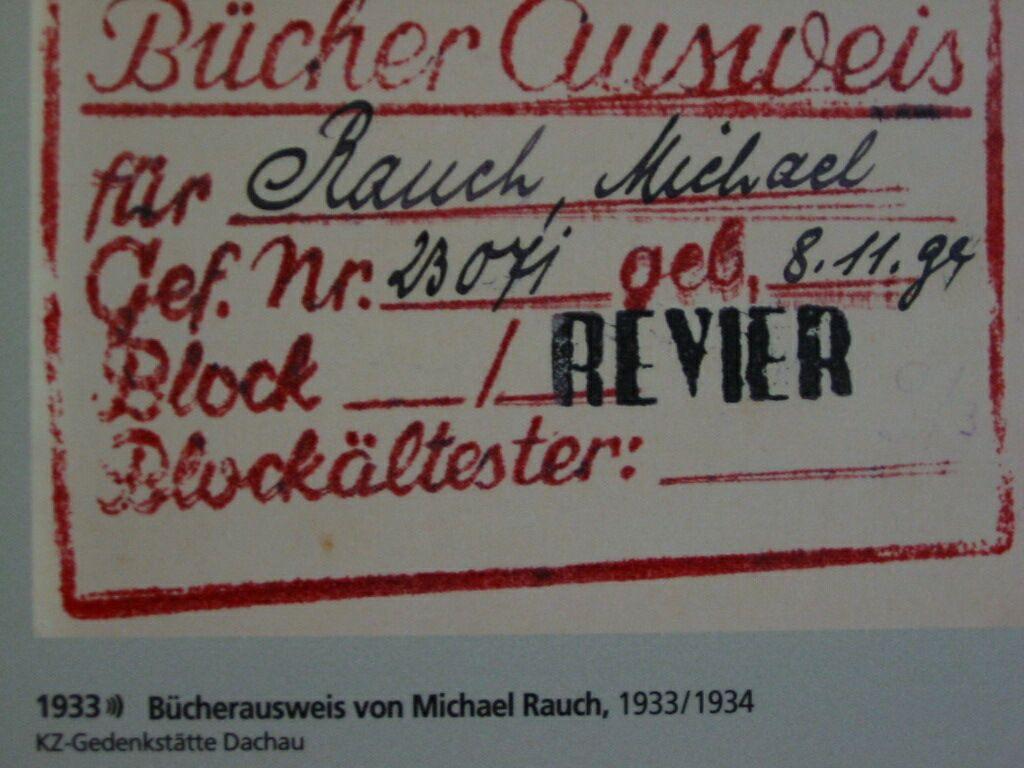 Bücher Ausweis
für Rauch, Michael
Gef. Nr. 23071 geb. 8.11.94
Block / REVIER
Blockältester:
1933 Bücherausweis von Michael Rauch, 1933/1934
KZ-Gedenkstätte Dachau